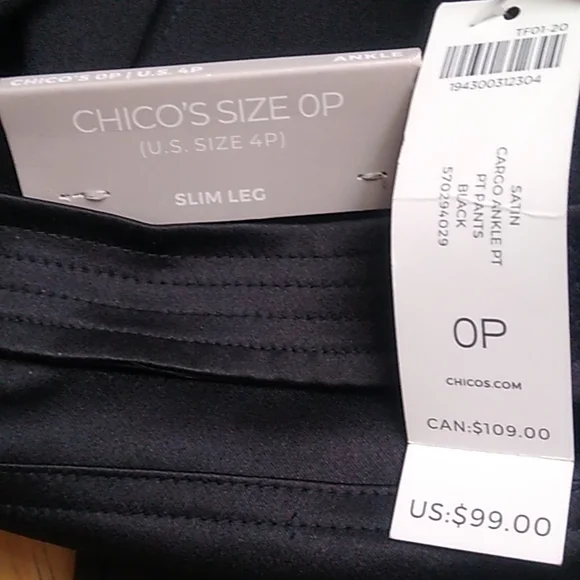 CHICO'S 0P / U.S. 4P
ANKLE
CHICO'S SIZE 0P
(U.S. SIZE 4P)
SLIM LEG
TF01-20
194300312304
SATIN
CARGO ANKLE PT
PT PANTS
BLACK
570294029
0P
CHICOS.COM
CAN:$109.00
US:$99.00